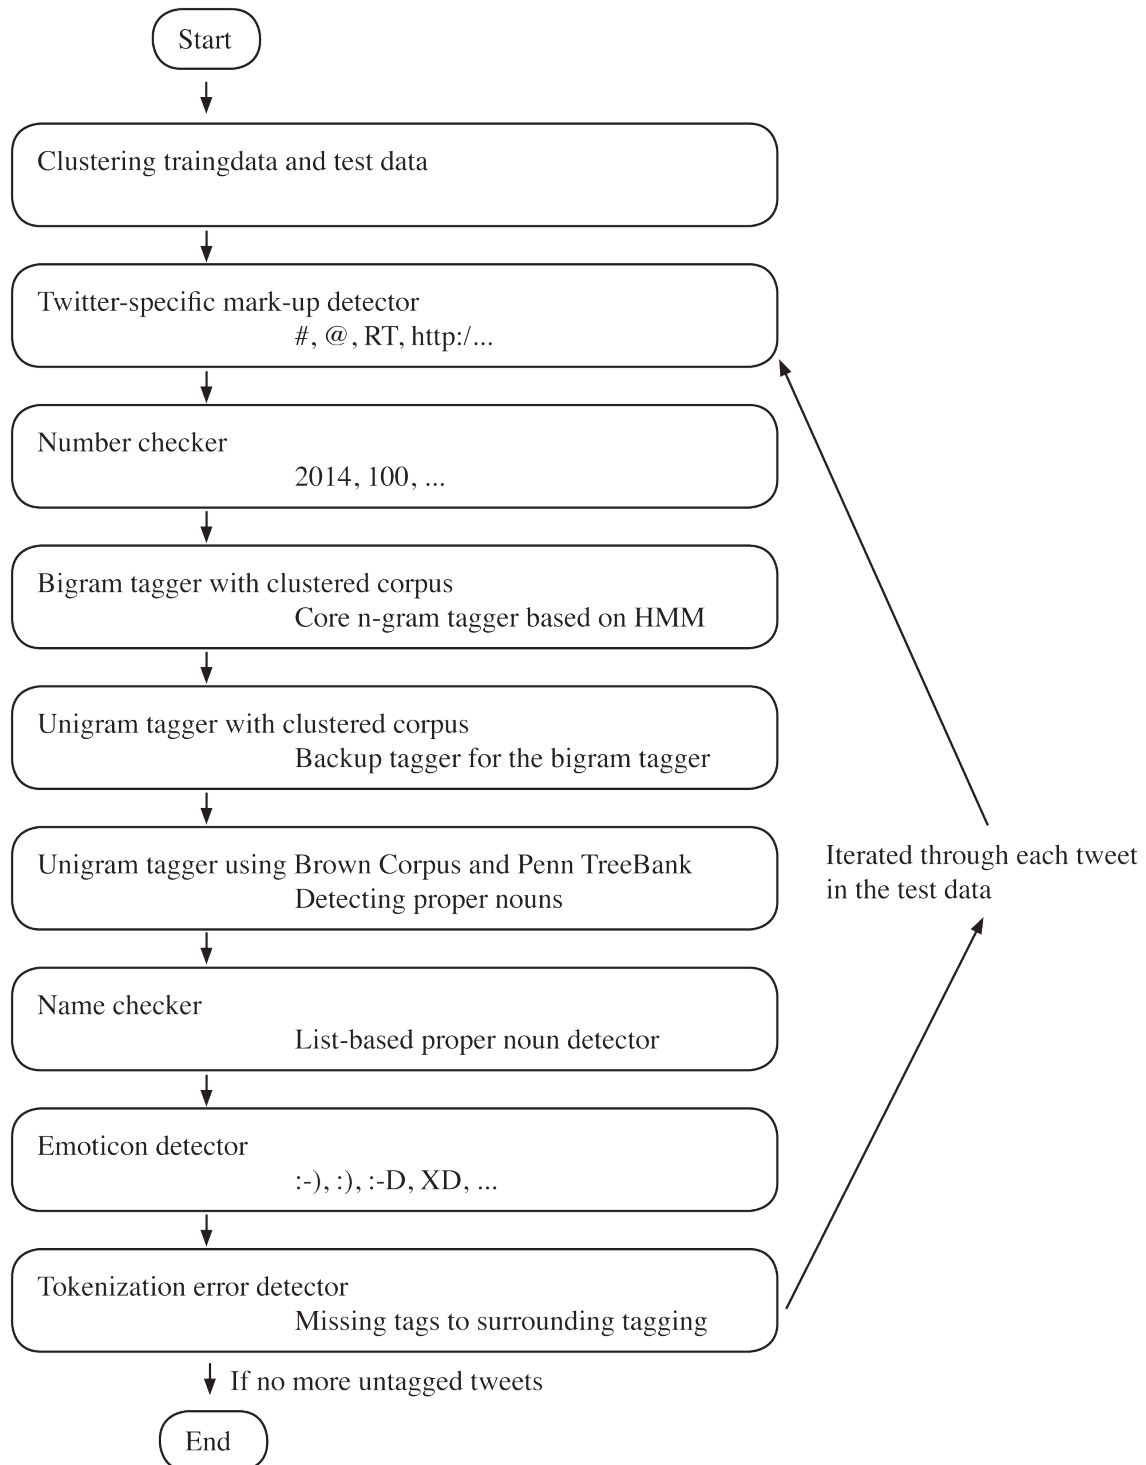 Start
Clustering traingdata and test data
Twitter-specific mark-up detector
#, @, RT, http:/...
Number checker
2014, 100, ...
Bigram tagger with clustered corpus
Core n-gram tagger based on HMM
Unigram tagger with clustered corpus
Backup tagger for the bigram tagger
Unigram tagger using Brown Corpus and Penn TreeBank
Detecting proper nouns
Name checker
List-based proper noun detector
Emoticon detector
:-), :), :-D, XD, ...
Tokenization error detector
Missing tags to surrounding tagging
If no more untagged tweets
End
Iterated through each tweet
in the test data